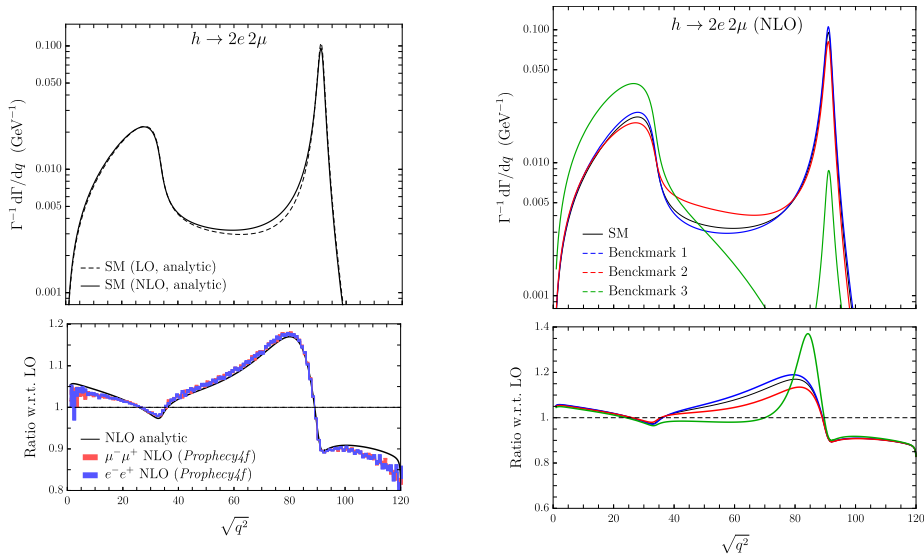 h → 2e 2μ
Γ⁻¹ dΓ/dq (GeV⁻¹)
0.100
0.050
0.010
0.005
0.001
SM (LO, analytic)
SM (NLO, analytic)
Ratio w.r.t. LO
1.2
1.1
1.0
0.9
0.8
NLO analytic
μ⁻μ⁺ NLO (Prophecy4f)
e⁻e⁺ NLO (Prophecy4f)
0 20 40 60 80 100 120
√q²
h → 2e 2μ (NLO)
Γ⁻¹ dΓ/dq (GeV⁻¹)
0.100
0.050
0.010
0.005
0.001
SM
Benckmark 1
Benckmark 2
Benckmark 3
Ratio w.r.t. LO
1.4
1.2
1.0
0.8
0.6
0 20 40 60 80 100 120
√q²